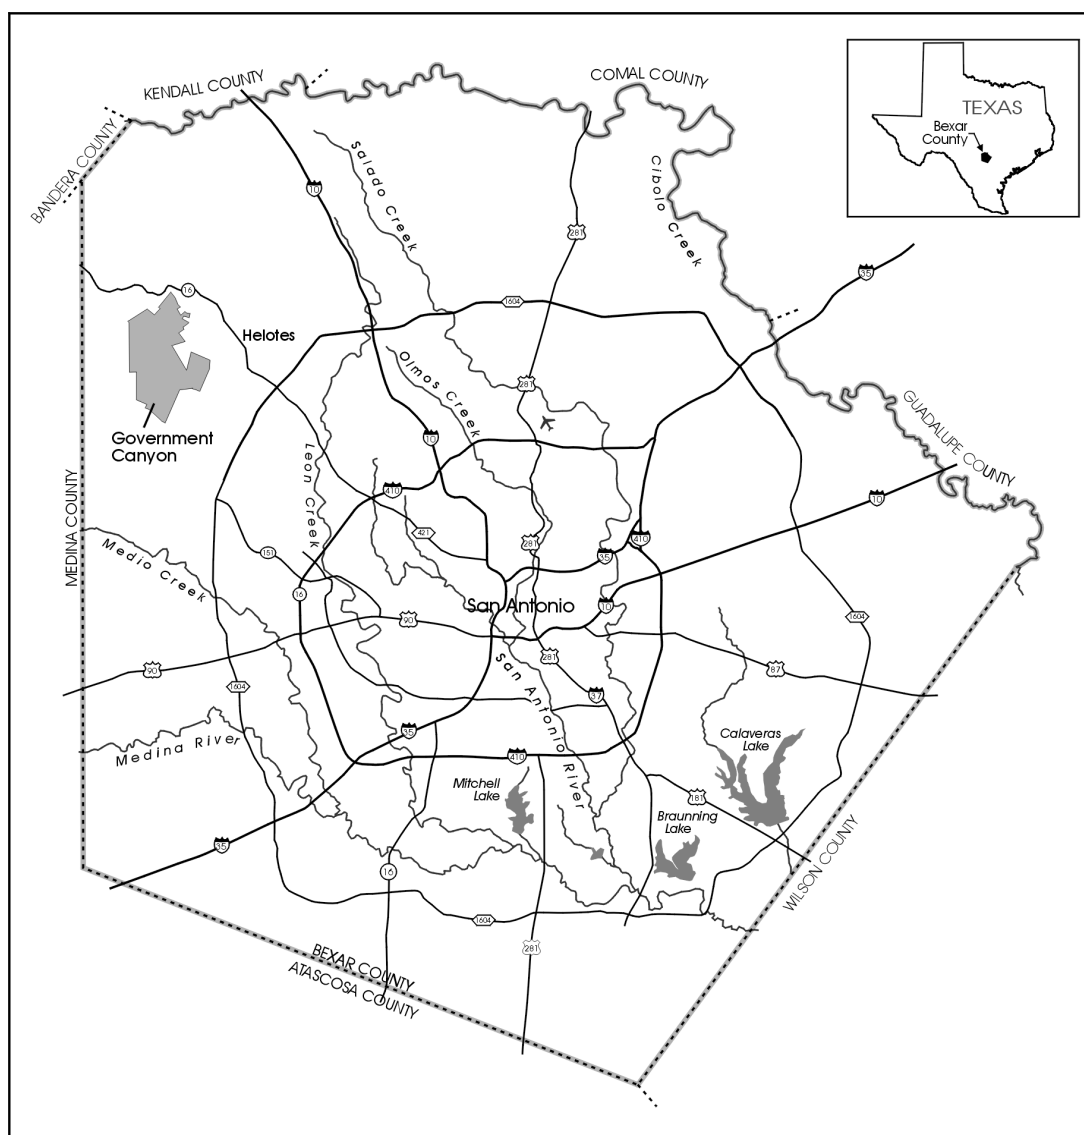 KENDALL COUNTY
COMAL COUNTY
TEXAS
Bexar
County
BANDERA COUNTY
10
Salado Creek
Cibolo Creek
281
35
16
1604
Helotes
Government
Canyon
Olmos Creek
281
GUADALUPE COUNTY
10
Leon Creek
410
10
MEDINA COUNTY
421
281
410
35
151
Medio Creek
16
San Antonio
10
90
1604
90
281
87
San Antonio River
1604
37
Medina River
35
410
Calaveras
Lake
Mitchell
Lake
181
Braunning
Lake
35
16
WILSON COUNTY
1604
281
BEXAR COUNTY
ATASCOSA COUNTY